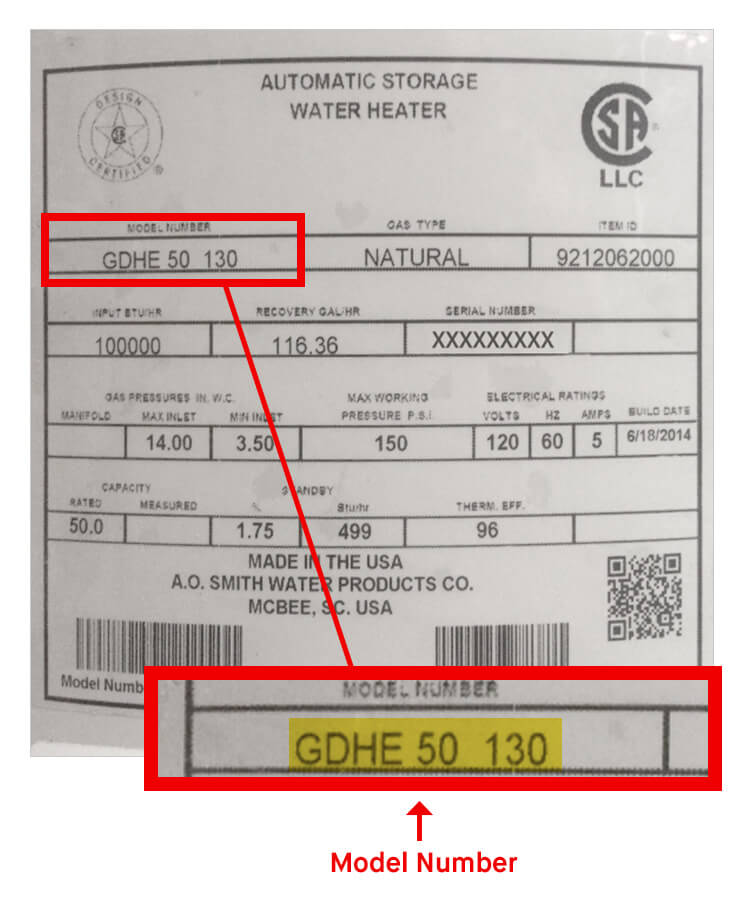 AUTOMATIC STORAGE
WATER HEATER
DESIGN
CERTIFIED
SA
LLC
MODEL NUMBER GAS TYPE ITEM ID
GDHE 50 130 NATURAL 9212062000
INPUT BTU/HR RECOVERY GAL/HR SERIAL NUMBER
100000 116.36 XXXXXXXXX
GAS PRESSURES IN. W.C. MAX WORKING ELECTRICAL RATINGS
MANIFOLD MAX INLET MIN INLET PRESSURE P.S.I. VOLTS HZ AMPS BUILD DATE
14.00 3.50 150 120 60 5 6/18/2014
CAPACITY STANDBY
RATED MEASURED % Btu/hr THERM. EFF.
50.0 1.75 499 96
MADE IN THE USA
A.O. SMITH WATER PRODUCTS CO.
MCBEE, SC. USA
Model Numb
MODEL NUMBER
GDHE 50 130
Model Number